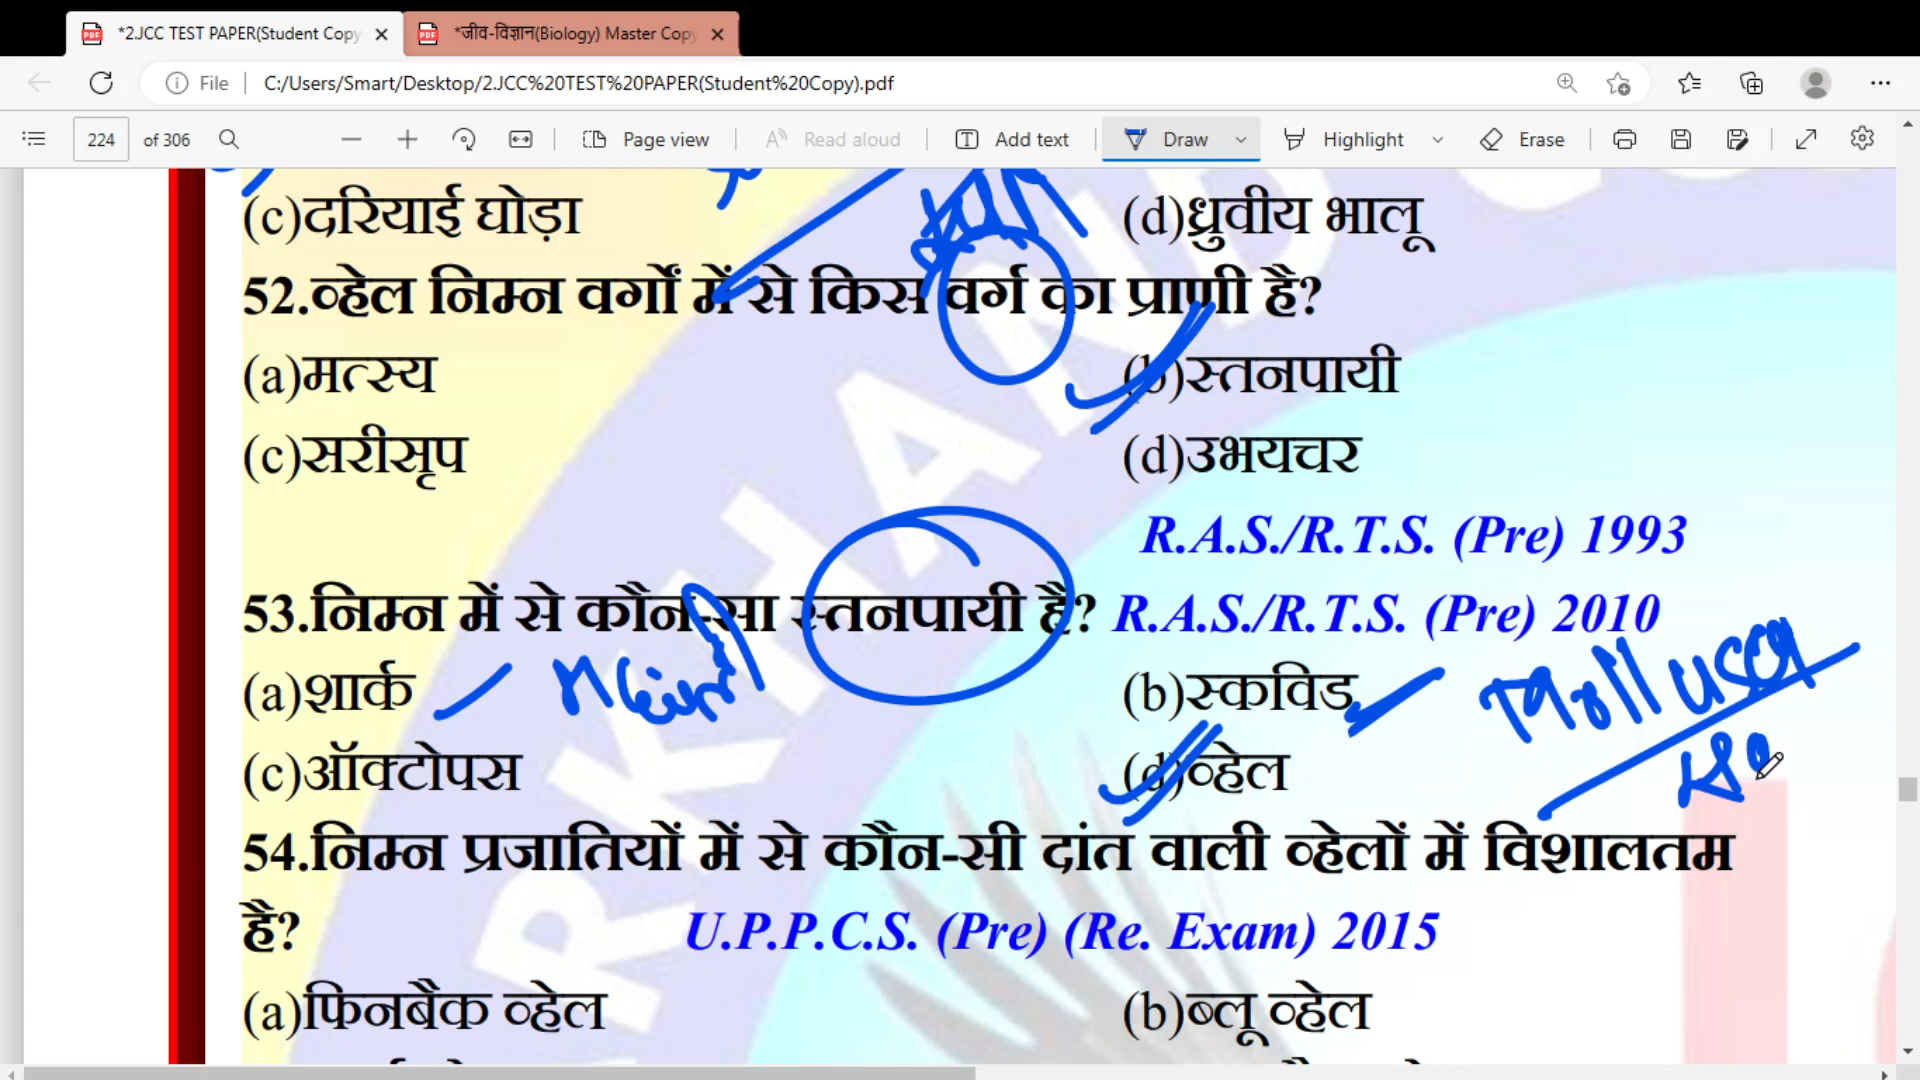 *2.JCC TEST PAPER(Student Copy
*जीव-विज्ञान(Biology) Master Copy
File C:/Users/Smart/Desktop/2.JCC%20TEST%20PAPER(Student%20Copy).pdf
224 of 306 Page view Read aloud Add text Draw Highlight Erase
(c)दरियाई घोड़ा (d)ध्रुवीय भालू
52.व्हेल निम्न वर्गों में से किस वर्ग का प्राणी है?
(a)मत्स्य (b)स्तनपायी
(c)सरीसृप (d)उभयचर
R.A.S./R.T.S. (Pre) 1993
53.निम्न में से कौन-सा स्तनपायी है? R.A.S./R.T.S. (Pre) 2010
(a)शार्क (b)स्कविड Mollusca
(c)ऑक्टोपस (d)व्हेल
54.निम्न प्रजातियों में से कौन-सी दांत वाली व्हेलों में विशालतम
है? U.P.P.C.S. (Pre) (Re. Exam) 2015
(a)फिनबैक व्हेल (b)ब्लू व्हेल